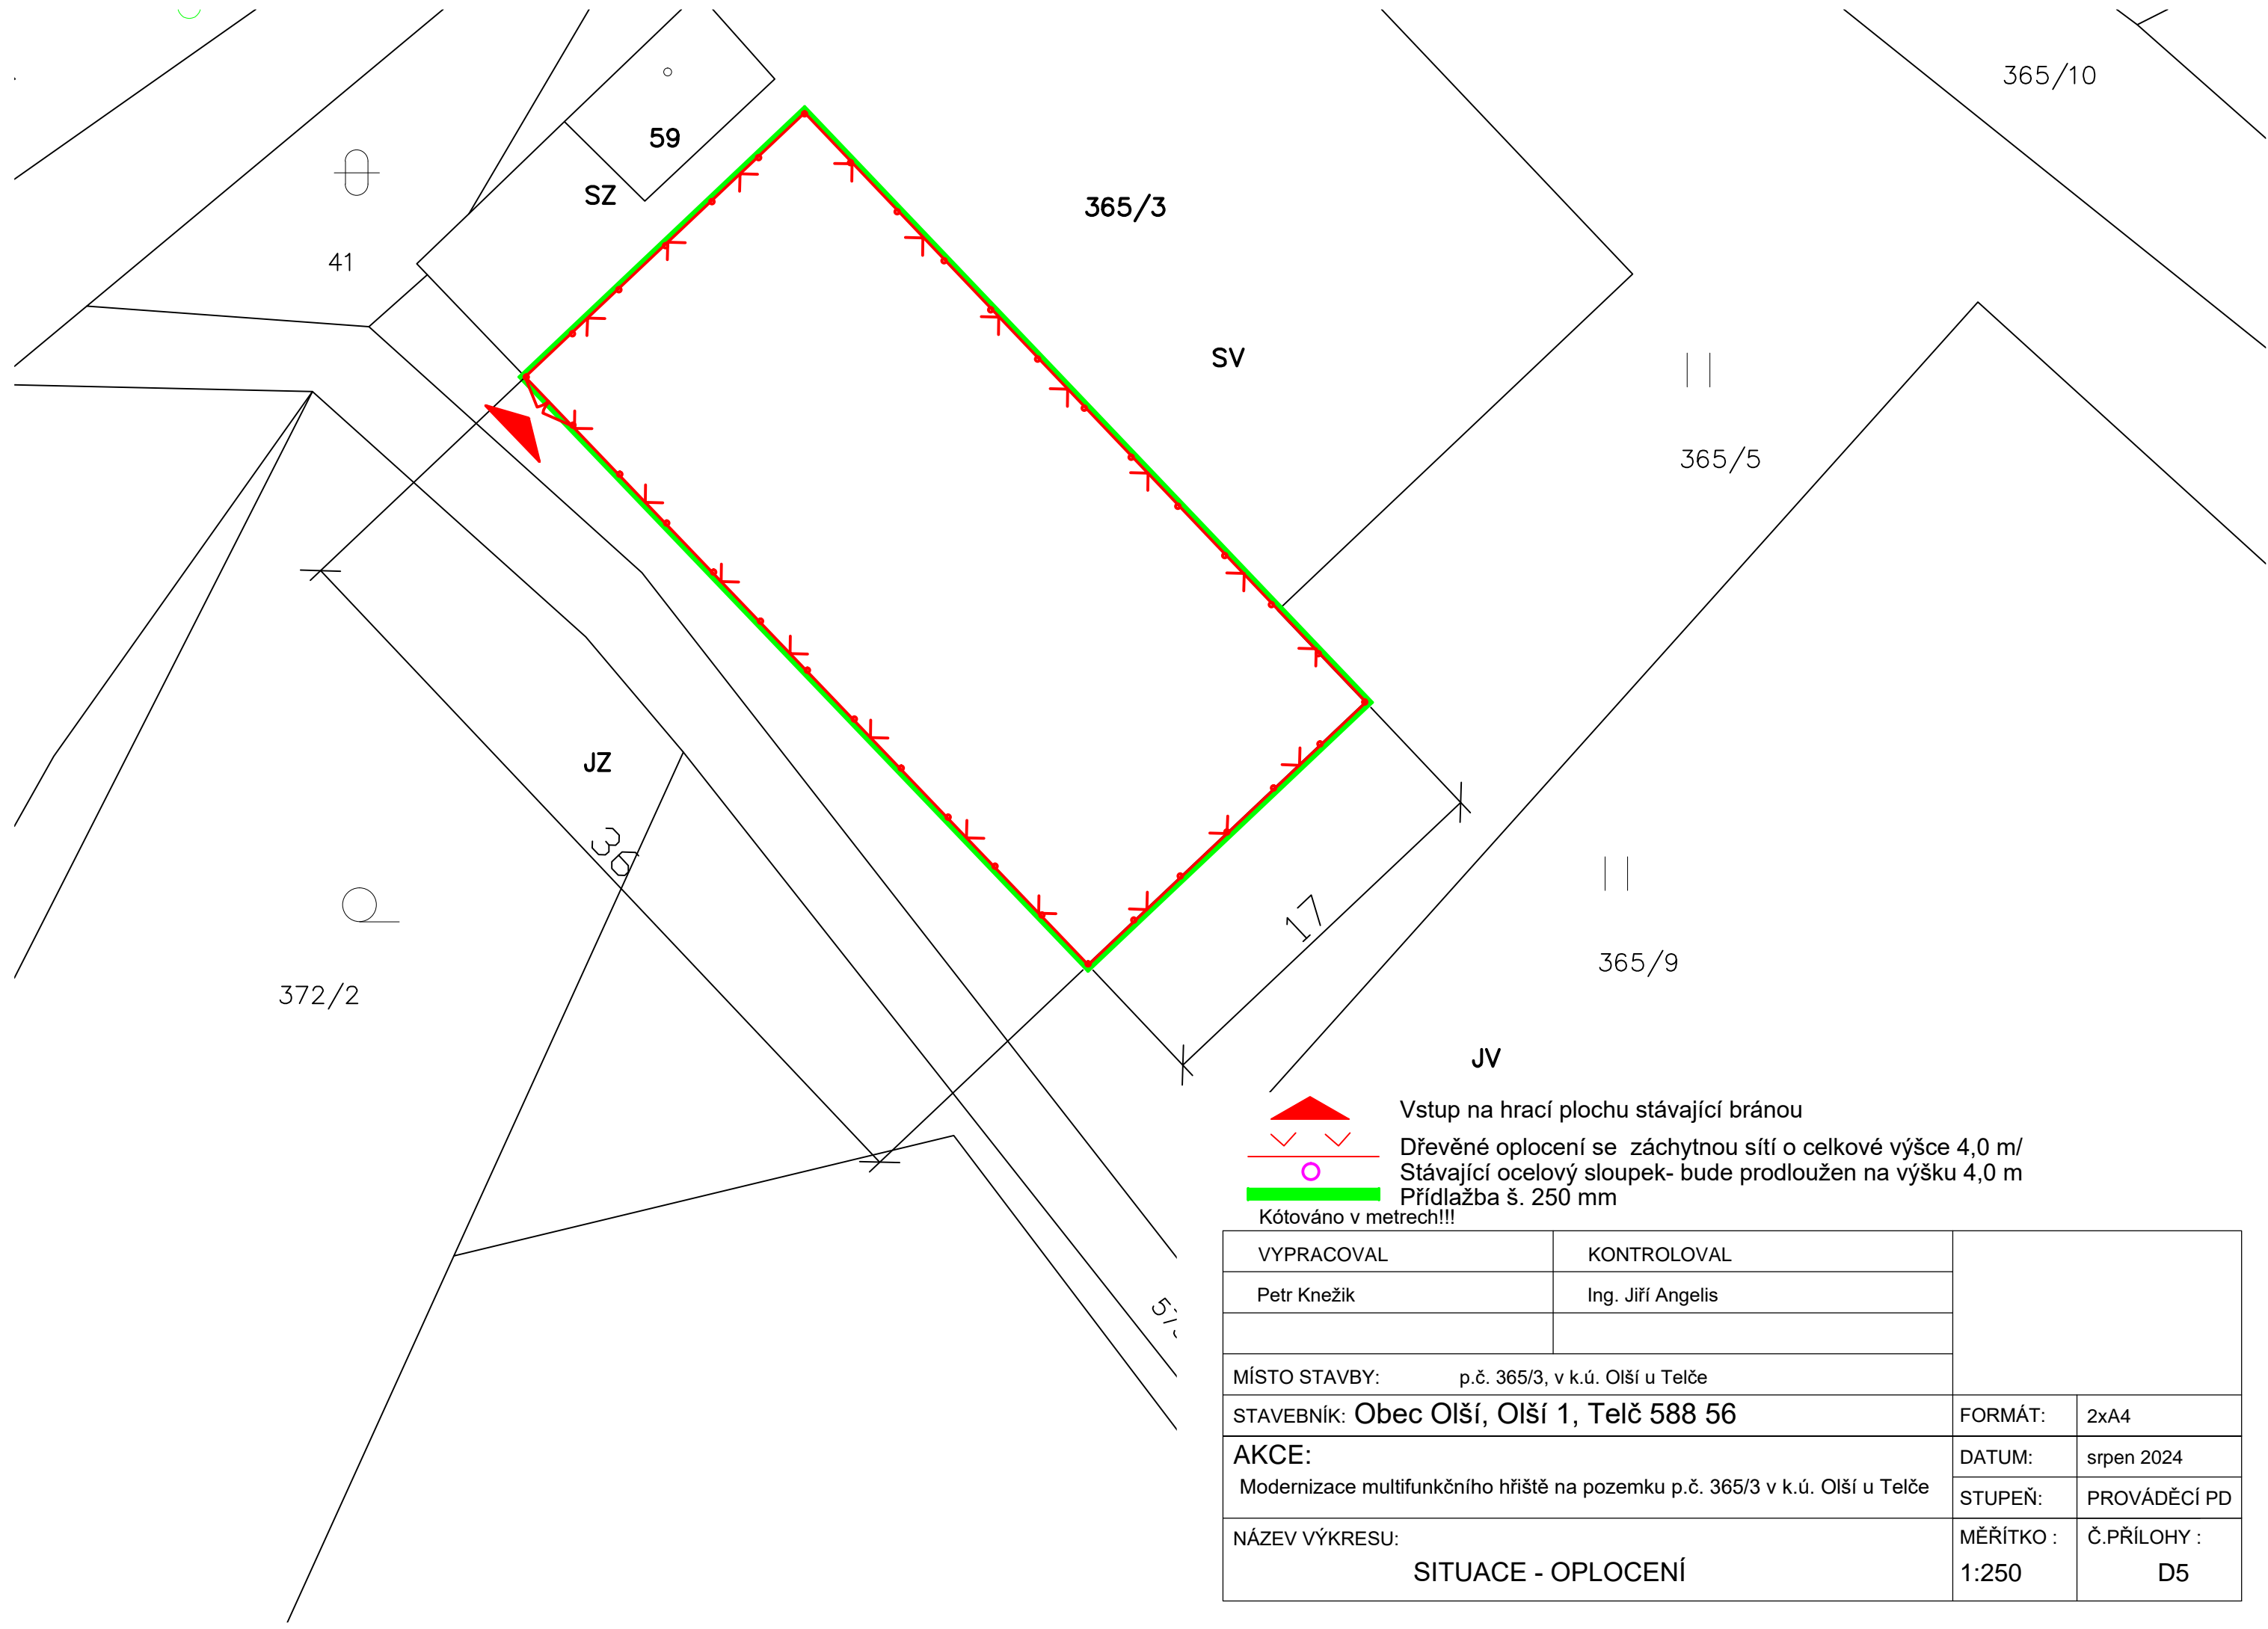 365/10
59
SZ
365/3
41
SV
365/5
JZ
36
17
365/9
372/2
JV
Vstup na hrací plochu stávající bránou
Dřevěné oplocení se záchytnou sítí o celkové výšce 4,0 m/
Stávající ocelový sloupek- bude prodloužen na výšku 4,0 m
Přídlažba š. 250 mm
Kótováno v metrech!!!
VYPRACOVAL KONTROLOVAL
Petr Knežik Ing. Jiří Angelis
MÍSTO STAVBY: p.č. 365/3, v k.ú. Olší u Telče
STAVEBNÍK: Obec Olší, Olší 1, Telč 588 56
FORMÁT: 2xA4
AKCE:
Modernizace multifunkčního hřiště na pozemku p.č. 365/3 v k.ú. Olší u Telče
DATUM: srpen 2024
STUPEŇ: PROVÁDĚCÍ PD
NÁZEV VÝKRESU:
SITUACE - OPLOCENÍ
MĚŘÍTKO :
1:250
Č.PŘÍLOHY :
D5